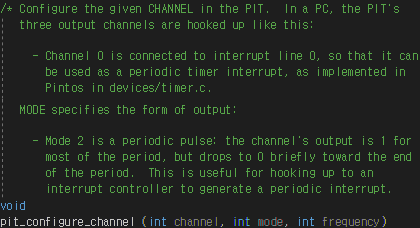 /* Configure the given CHANNEL in the PIT.  In a PC, the PIT's
three output channels are hooked up like this:
- Channel 0 is connected to interrupt line 0, so that it can
be used as a periodic timer interrupt, as implemented in
Pintos in devices/timer.c.
MODE specifies the form of output:
- Mode 2 is a periodic pulse: the channel's output is 1 for
most of the period, but drops to 0 briefly toward the end
of the period.  This is useful for hooking up to an
interrupt controller to generate a periodic interrupt.
void
pit_configure_channel (int channel, int mode, int frequency)